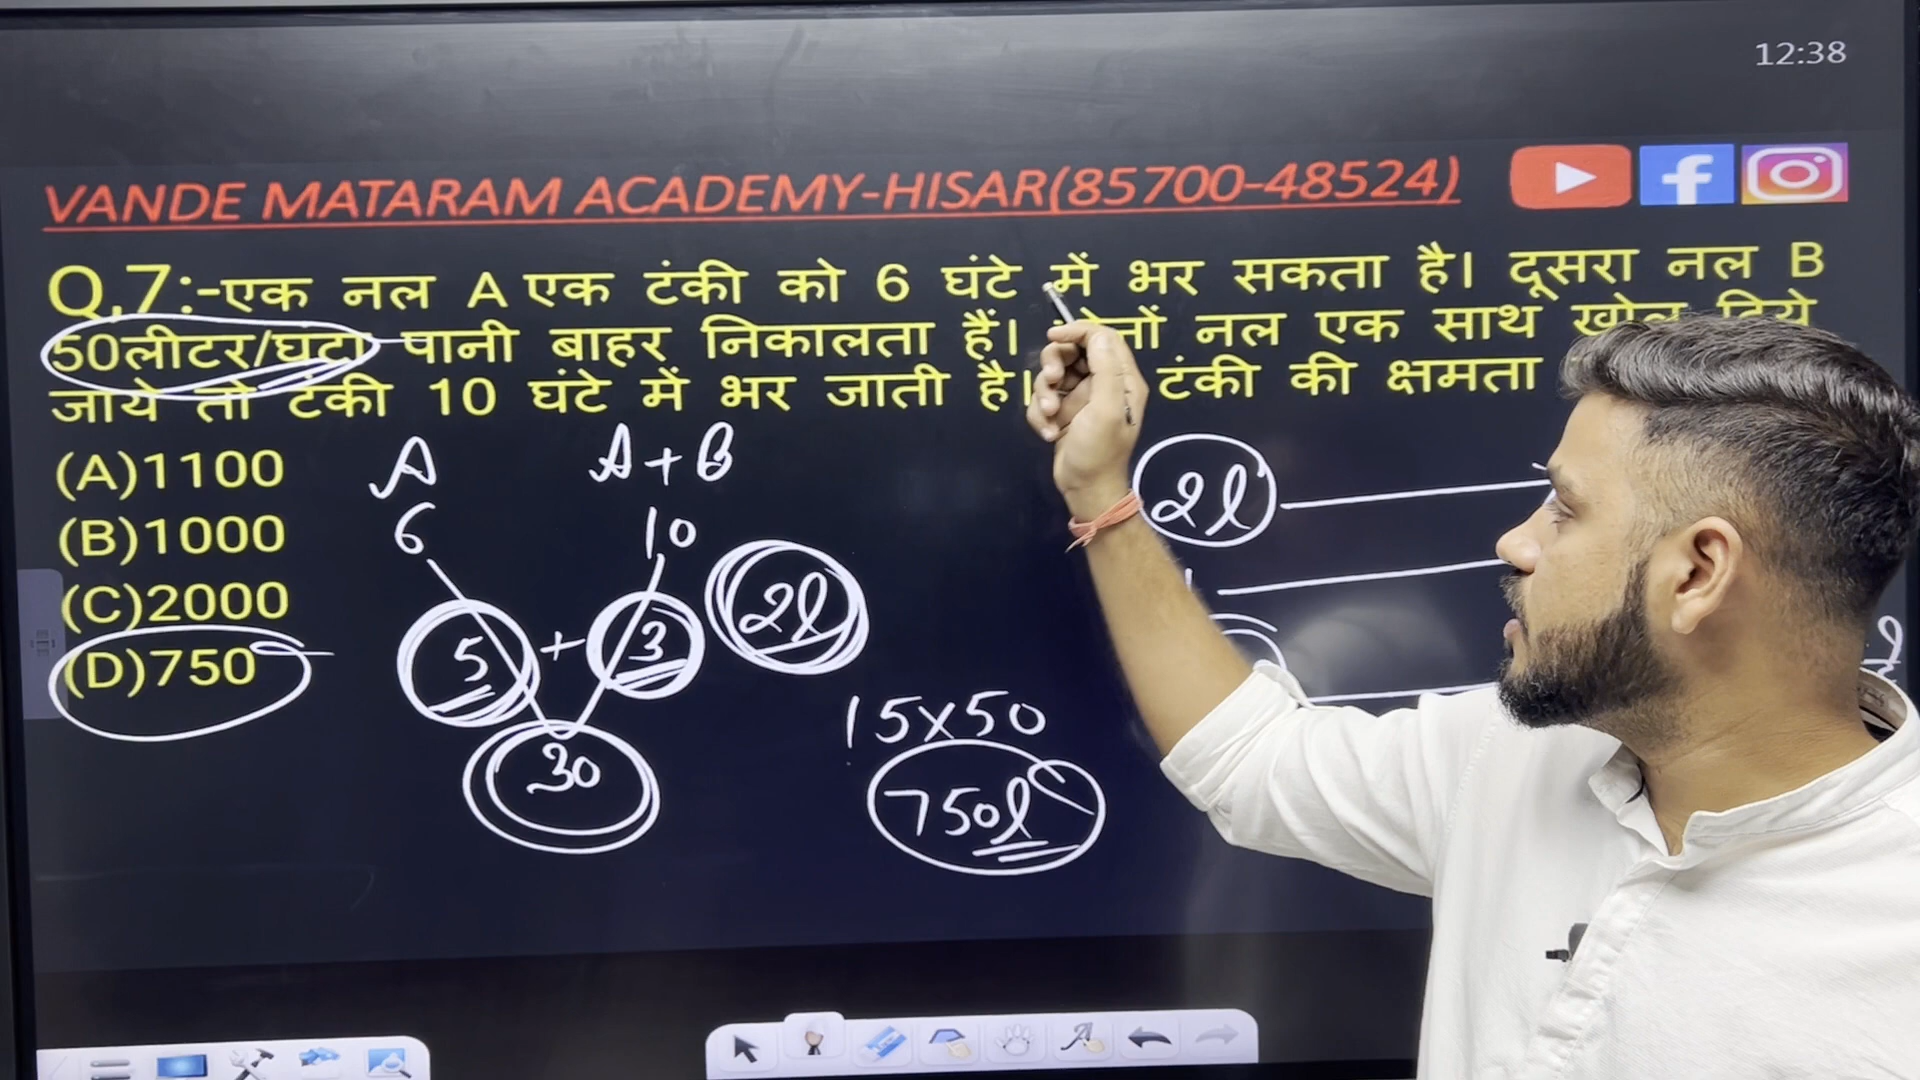 12:38
VANDE MATARAM ACADEMY-HISAR(85700-48524)
Q.7:-एक नल A एक टंकी को 6 घंटे में भर सकता है। दूसरा नल B
50लीटर/घंटा पानी बाहर निकालता हैं। नल एक साथ खोल दिये
जाये तो टंकी 10 घंटे में भर जाती है। टंकी की क्षमता
(A)1100
(B)1000
(C)2000
(D)750
A A+B
6 10
5 + 3 2l
30
15x50
750l
2l